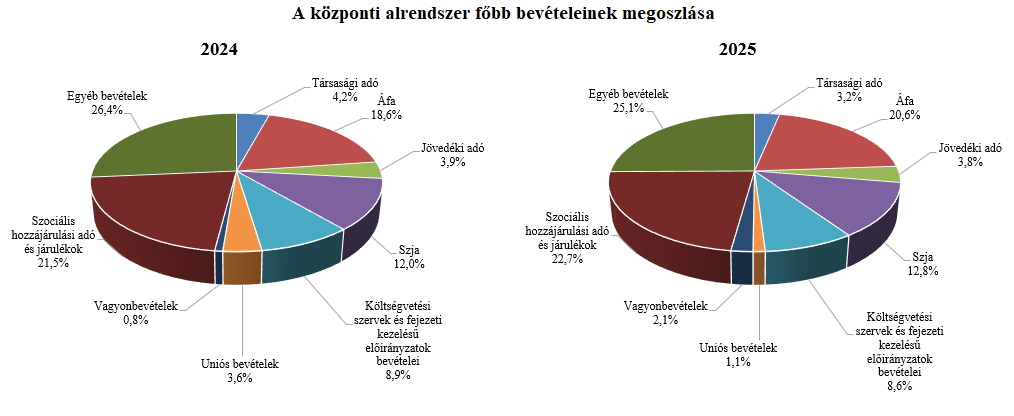 A központi alrendszer főbb bevételeinek megoszlása
2024
Társasági adó
4,2%
Áfa
18,6%
Jövedéki adó
3,9%
Szja
12,0%
Költségvetési
szervek és fejezeti
kezelésű
előirányzatok
bevételei
8,9%
Uniós bevételek
3,6%
Vagyonbevételek
0,8%
Szociális
hozzájárulási adó
és járulékok
21,5%
Egyéb bevételek
26,4%
2025
Társasági adó
3,2%
Áfa
20,6%
Jövedéki adó
3,8%
Szja
12,8%
Költségvetési
szervek és fejezeti
kezelésű
előirányzatok
bevételei
8,6%
Uniós bevételek
1,1%
Vagyonbevételek
2,1%
Szociális
hozzájárulási adó
és járulékok
22,7%
Egyéb bevételek
25,1%